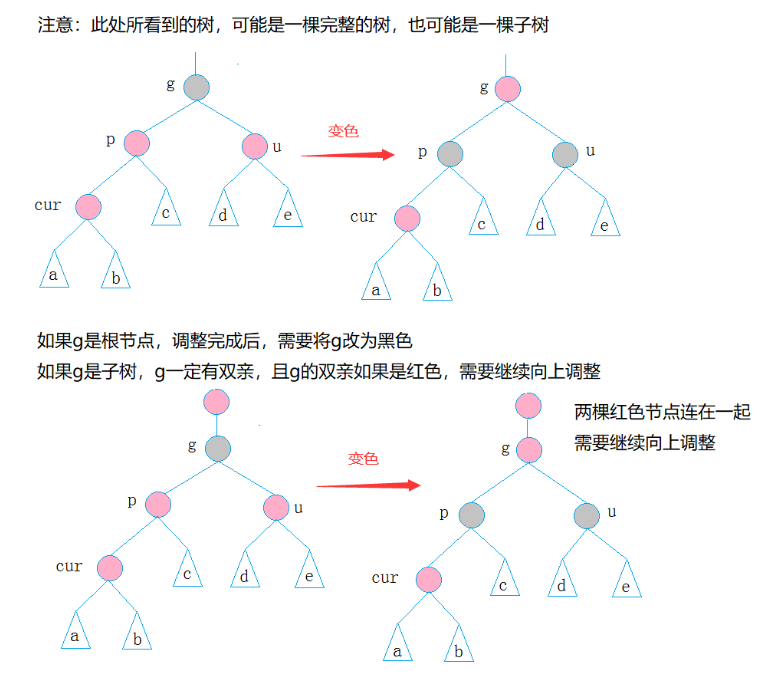 注意：此处所看到的树，可能是一棵完整的树，也可能是一棵子树
g
p
u
cur
c
d
e
a
b
变色
g
p
u
cur
c
d
e
a
b
如果g是根节点，调整完成后，需要将g改为黑色
如果g是子树，g一定有双亲，且g的双亲如果是红色，需要继续向上调整
g
p
u
cur
c
d
e
a
b
变色
两棵红色节点连在一起
需要继续向上调整
g
p
u
cur
c
d
e
a
b